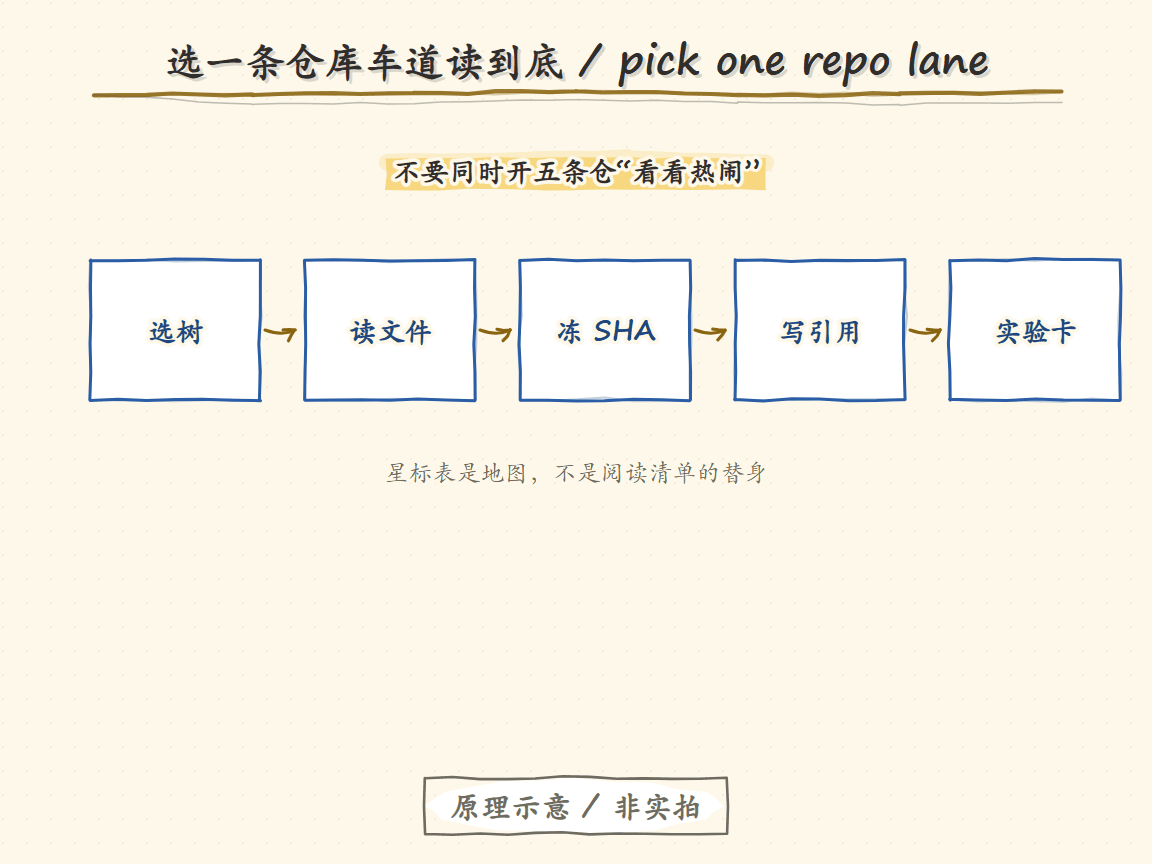 选一条仓库车道读到底 / pick one repo lane
不要同时开五条仓“看看热闹”
选树
读文件
冻 SHA
写引用
实验卡
星标表是地图，不是阅读清单的替身
原理示意 / 非实拍